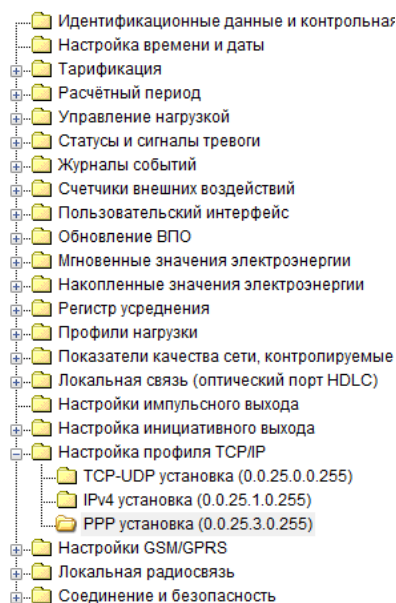 Идентификационные данные и контрольная
Настройка времени и даты
Тарификация
Расчётный период
Управление нагрузкой
Статусы и сигналы тревоги
Журналы событий
Счетчики внешних воздействий
Пользовательский интерфейс
Обновление ВПО
Мгновенные значения электроэнергии
Накопленные значения электроэнергии
Регистр усреднения
Профили нагрузки
Показатели качества сети, контролируемые
Локальная связь (оптический порт HDLC)
Настройки импульсного выхода
Настройка инициативного выхода
Настройка профиля TCP/IP
TCP-UDP установка (0.0.25.0.0.255)
IPv4 установка (0.0.25.1.0.255)
PPP установка (0.0.25.3.0.255)
Настройки GSM/GPRS
Локальная радиосвязь
Соединение и безопасность